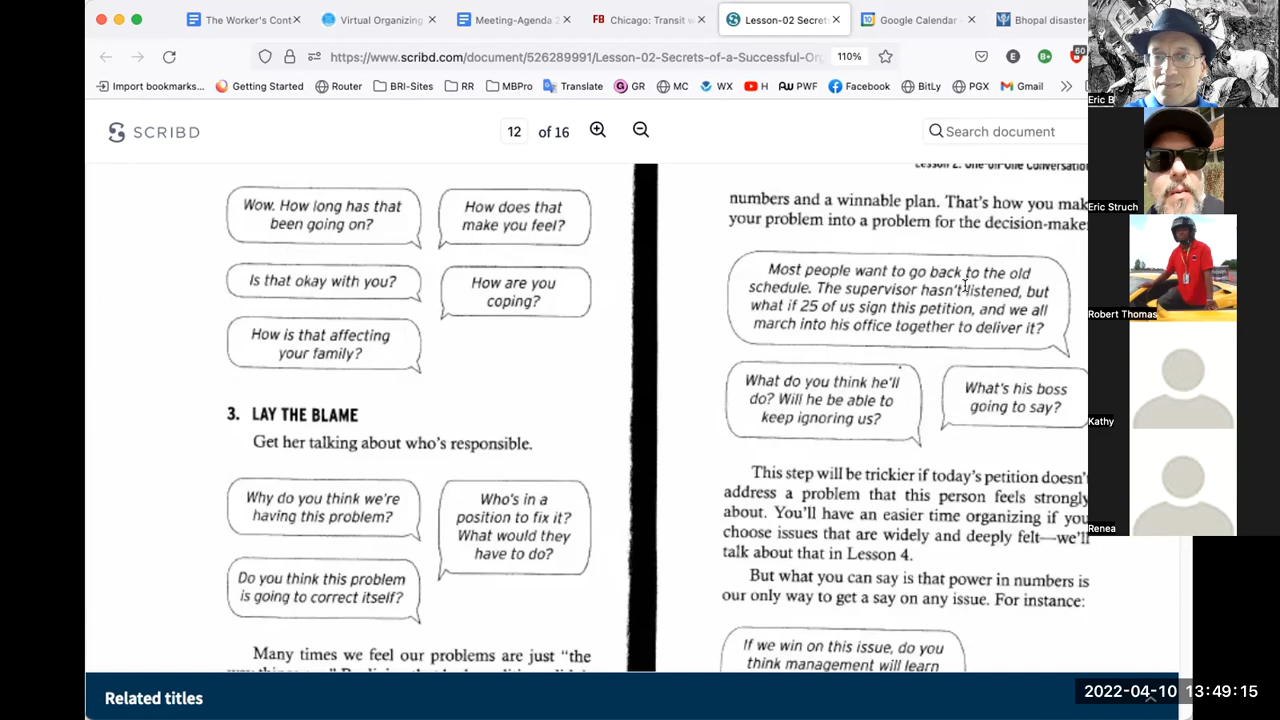 The Worker's Cont
Virtual Organizing
Meeting-Agenda 2
FB Chicago: Transit w
Lesson-02 Secret
Google Calendar -
Bhopal disaster
https://www.scribd.com/document/526289991/Lesson-02-Secrets-of-a-Successful-Or
110%
E
B+
60
Import bookmarks...
Getting Started
Router
BRI-Sites
RR
MBPro
Translate
GR
MC
WX
H
PWF
Facebook
BitLy
PGX
Gmail
SCRIBD
12 of 16
Search document
Wow. How long has that
been going on?
How does that
make you feel?
Is that okay with you?
How are you
coping?
How is that affecting
your family?
3. LAY THE BLAME
Get her talking about who's responsible.
Why do you think we're
having this problem?
Who's in a
position to fix it?
What would they
have to do?
Do you think this problem
is going to correct itself?
Many times we feel our problems are just "the
Lesson 2: One-on-One Conversation
numbers and a winnable plan. That's how you mak
your problem into a problem for the decision-make
Most people want to go back to the old
schedule. The supervisor hasn't listened, but
what if 25 of us sign this petition, and we all
march into his office together to deliver it?
What do you think he'll
do? Will he be able to
keep ignoring us?
What's his boss
going to say?
This step will be trickier if today's petition doesn'
address a problem that this person feels strongly
about. You'll have an easier time organizing if you
choose issues that are widely and deeply felt—we'll
talk about that in Lesson 4.
But what you can say is that power in numbers is
our only way to get a say on any issue. For instance:
If we win on this issue, do you
think management will learn
Related titles
Eric B
Eric Struch
Robert Thomas
Kathy
Renea
2022-04-10 13:49:15